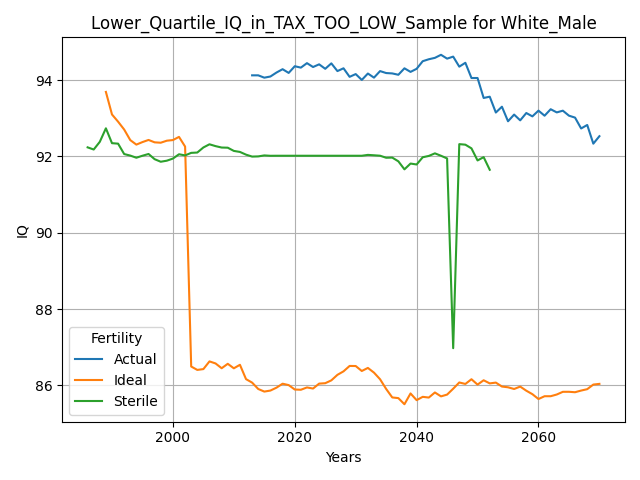 Lower_Quartile_IQ_in_TAX_TOO_LOW_Sample for White_Male
94
92
90
88
86
IQ
Fertility
Actual
Ideal
Sterile
2000
2020
2040
2060
Years